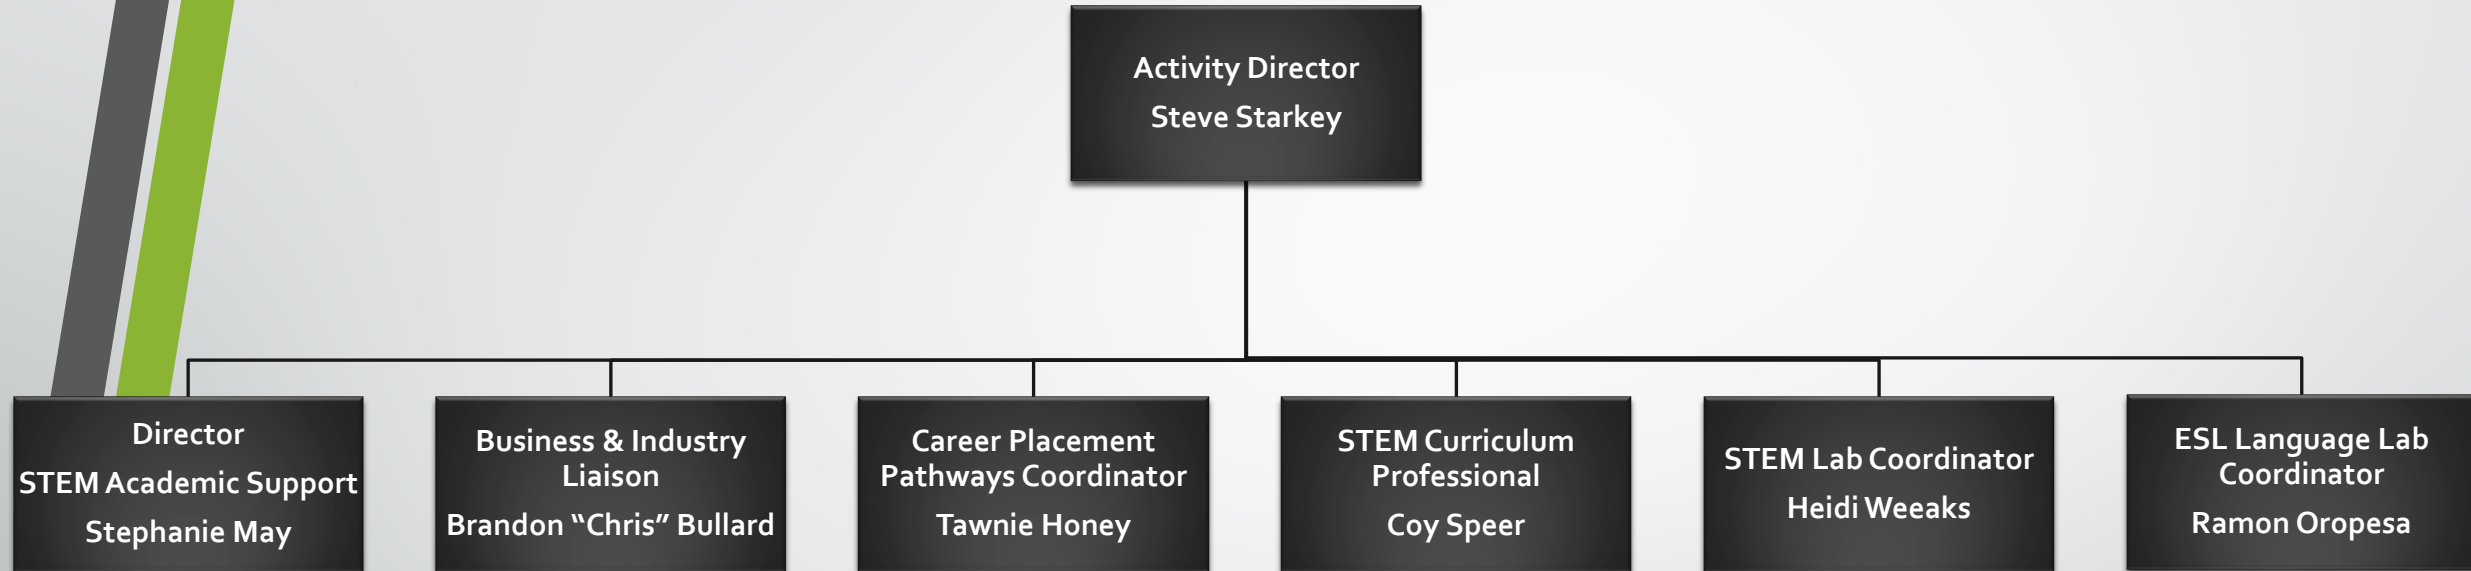 Activity Director
Steve Starkey
Director
STEM Academic Support
Stephanie May
Business & Industry
Liaison
Brandon “Chris” Bullard
Career Placement
Pathways Coordinator
Tawnie Honey
STEM Curriculum
Professional
Coy Speer
STEM Lab Coordinator
Heidi Weeaks
ESL Language Lab
Coordinator
Ramon Oropesa